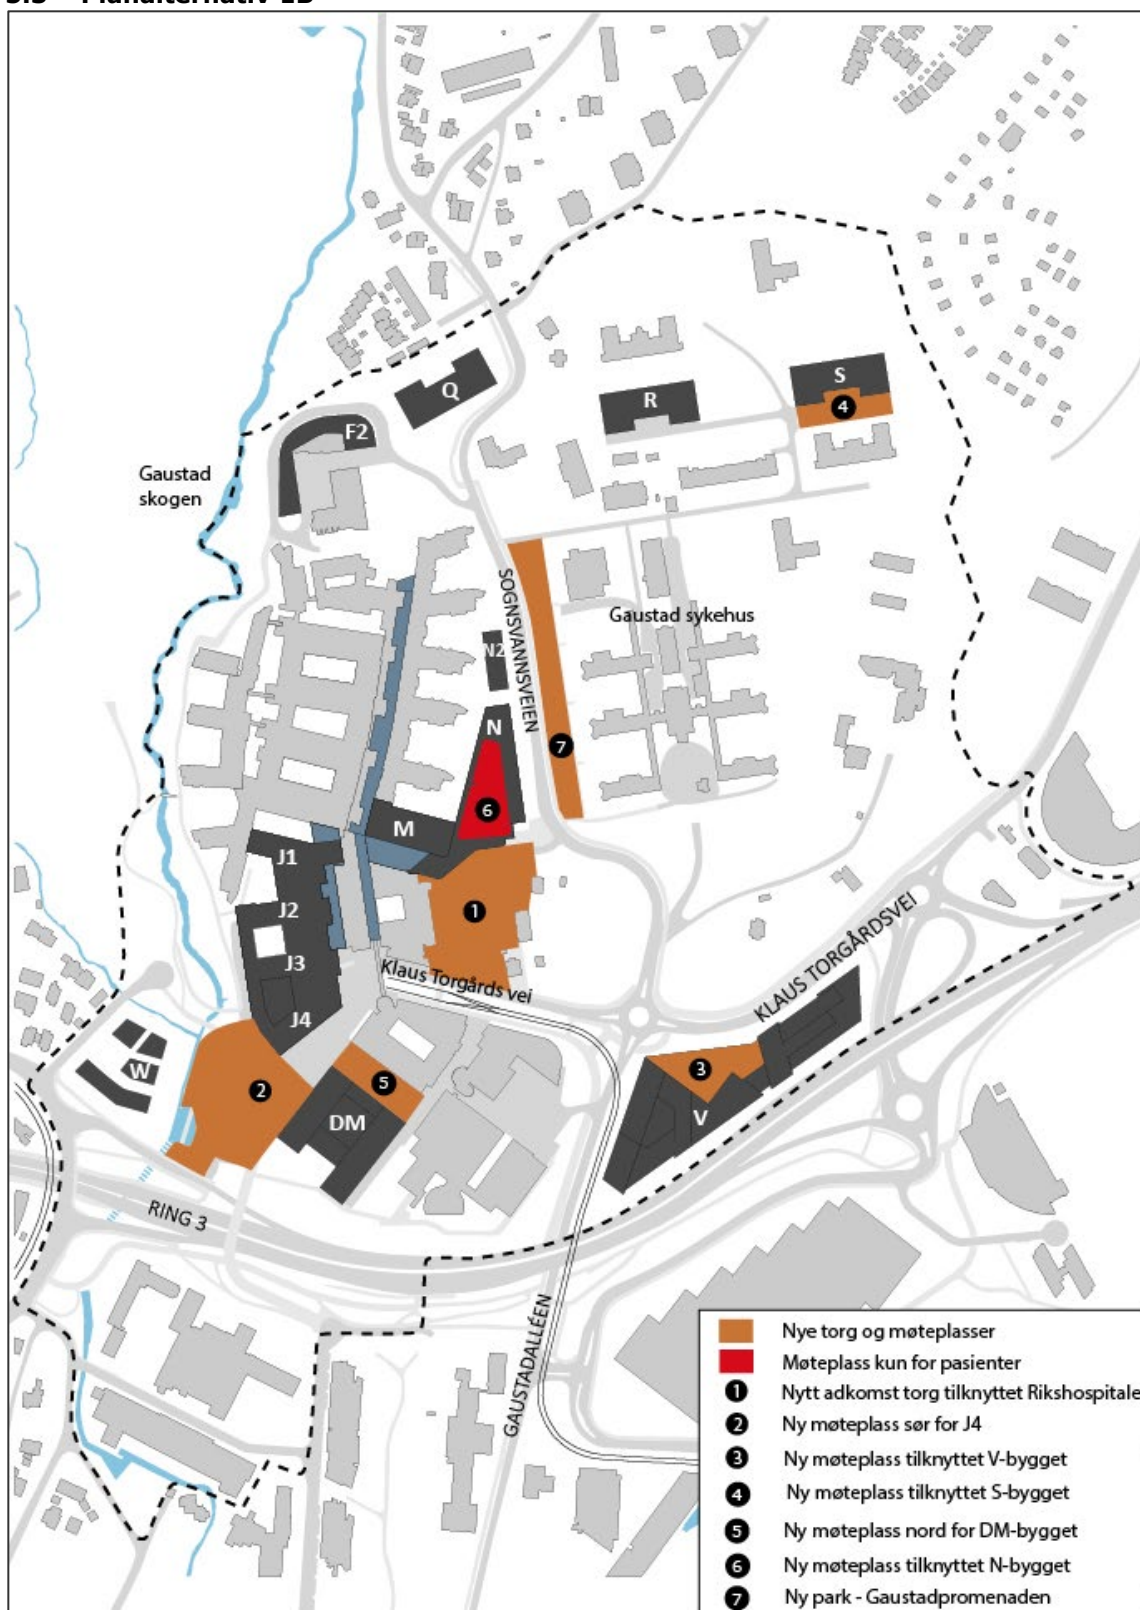 Q
S
R
4
F2
Gaustad
skogen
SOGNSVANNSVEIEN
Gaustad sykehus
N2
N
7
6
M
J1
J2
1
J3
Klaus Torgårds vei
KLAUS TORGÅRDSVEI
J4
W
2
5
3
DM
V
RING 3
GAUSTADALLÉEN
Nye torg og møteplasser
Møteplass kun for pasienter
1 Nytt adkomst torg tilknyttet Rikshospitale
2 Ny møteplass sør for J4
3 Ny møteplass tilknyttet V-bygget
4 Ny møteplass tilknyttet S-bygget
5 Ny møteplass nord for DM-bygget
6 Ny møteplass tilknyttet N-bygget
7 Ny park - Gaustadpromenaden